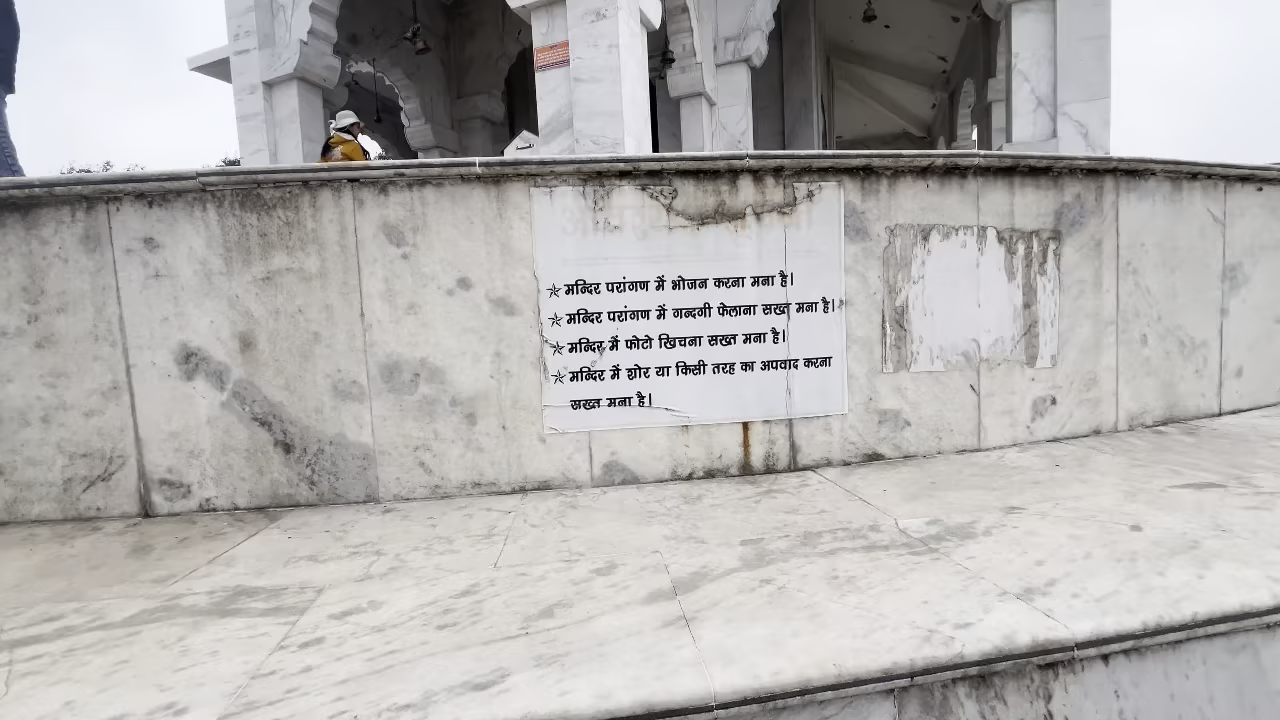 ☆ मन्दिर परांगण में भोजन करना मना है।
☆ मन्दिर परांगण में गन्दगी फेलाना सख्त मना है।
☆ मन्दिर में फोटो खिचना सख्त मना है।
☆ मन्दिर में शोर या किसी तरह का अपवाद करना
सख्त मना है।